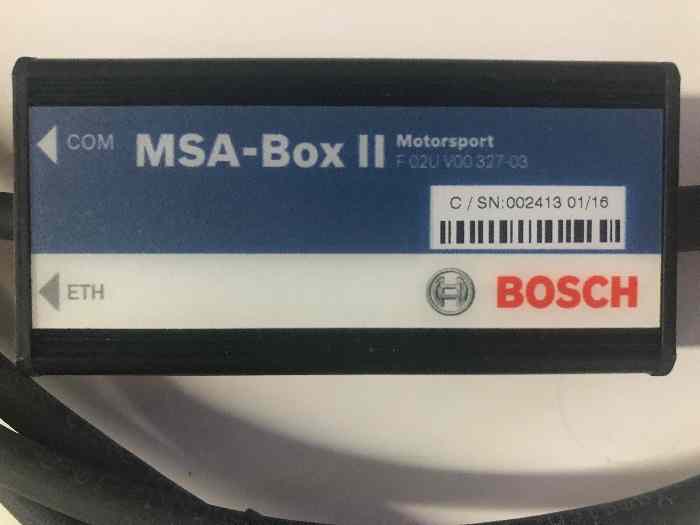 COM
MSA-Box II
Motorsport
F 02U V00 327-03
C / SN:002413 01/16
ETH
BOSCH